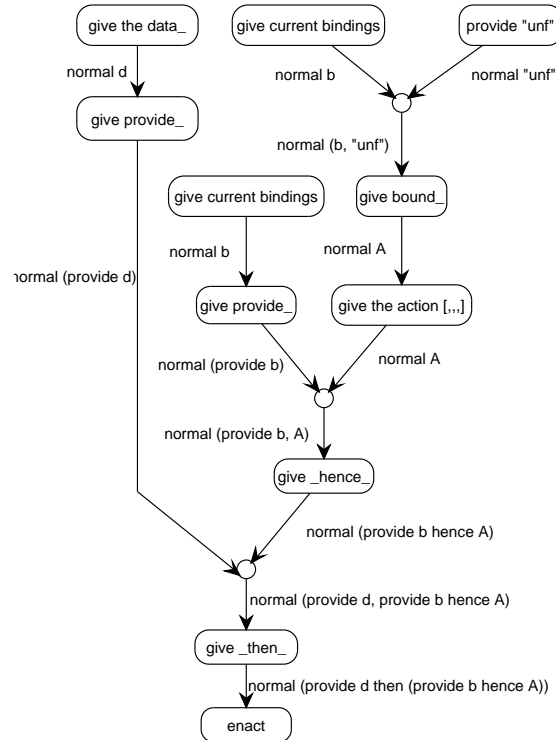 give the data_
give current bindings
provide "unf"
normal d
normal b
normal "unf"
give provide_
normal (b, "unf")
give current bindings
give bound_
normal b
normal A
normal (provide d)
give provide_
give the action [,,,]
normal (provide b)
normal A
normal (provide b, A)
give _hence_
normal (provide b hence A)
normal (provide d, provide b hence A)
give _then_
normal (provide d then (provide b hence A))
enact